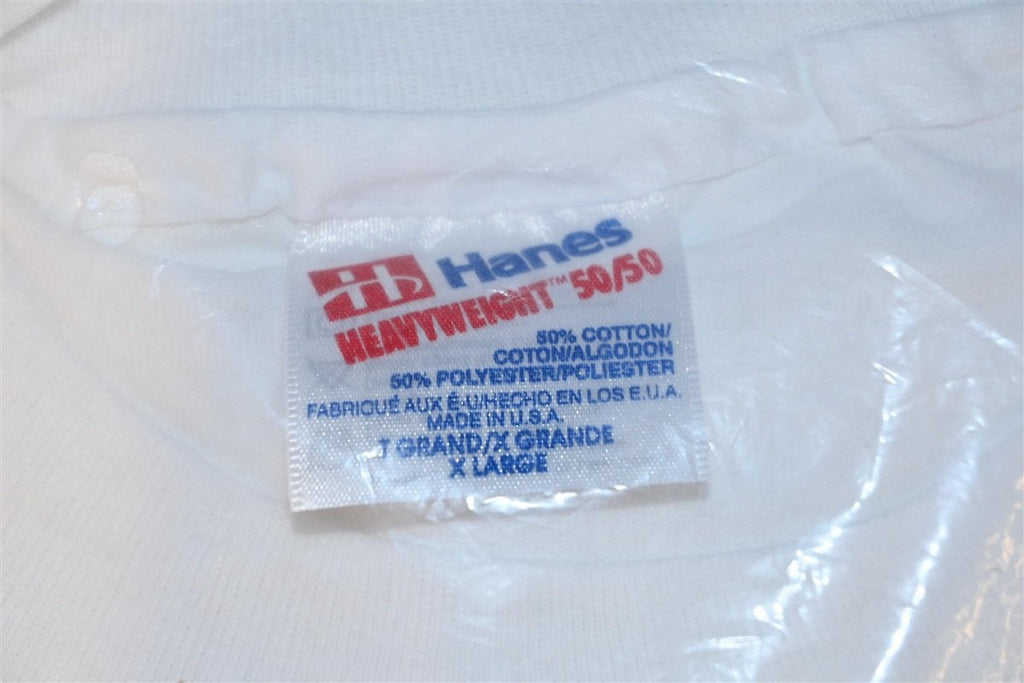 Hanes
HEAVYWEIGHT™ 50/50
50% COTTON/
COTON/ALGODON
50% POLYESTER/POLIESTER
FABRIQUÉ AUX É-U/HECHO EN LOS E.U.A.
MADE IN U.S.A.
T GRAND/X GRANDE
X LARGE